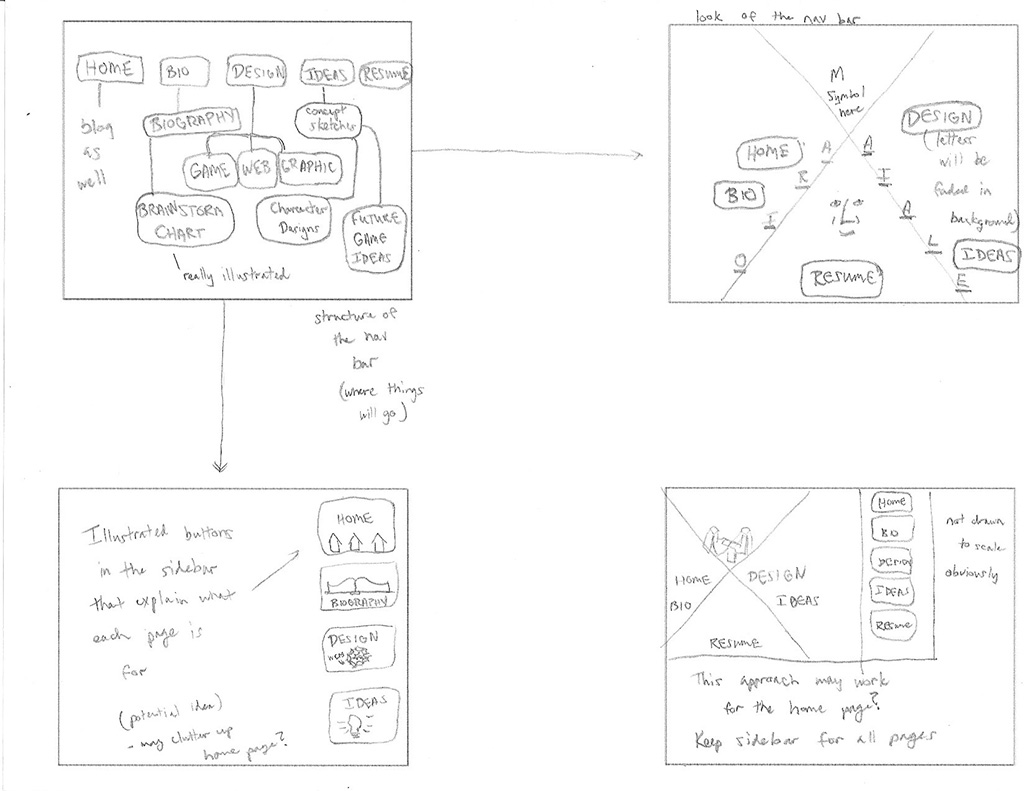 HOME
BIO
DESIGN
IDEAS
RESUME
blog
as
well
BIOGRAPHY
concept
sketches
GAME
WEB
GRAPHIC
BRAINSTORM
CHART
Character
Designs
FUTURE
GAME
IDEAS
really illustrated
structure of
the nav
bar
(where things
will go)
look of the nav bar
M
symbol
here
DESIGN
(letters
will be
faded in
background)
HOME
A
A
R
I
BIO
I
L
A
O
L
IDEAS
E
RESUME
Illustrated buttons
in the sidebar
that explain what
each page is
for
(potential idea)
- may clutter up
home page?
HOME
BIOGRAPHY
DESIGN
IDEAS
HOME
DESIGN
BIO
IDEAS
RESUME
Home
BIO
DESIGN
IDEAS
Resume
not drawn
to scale
obviously
This approach may work
for the home page?
Keep sidebar for all pages